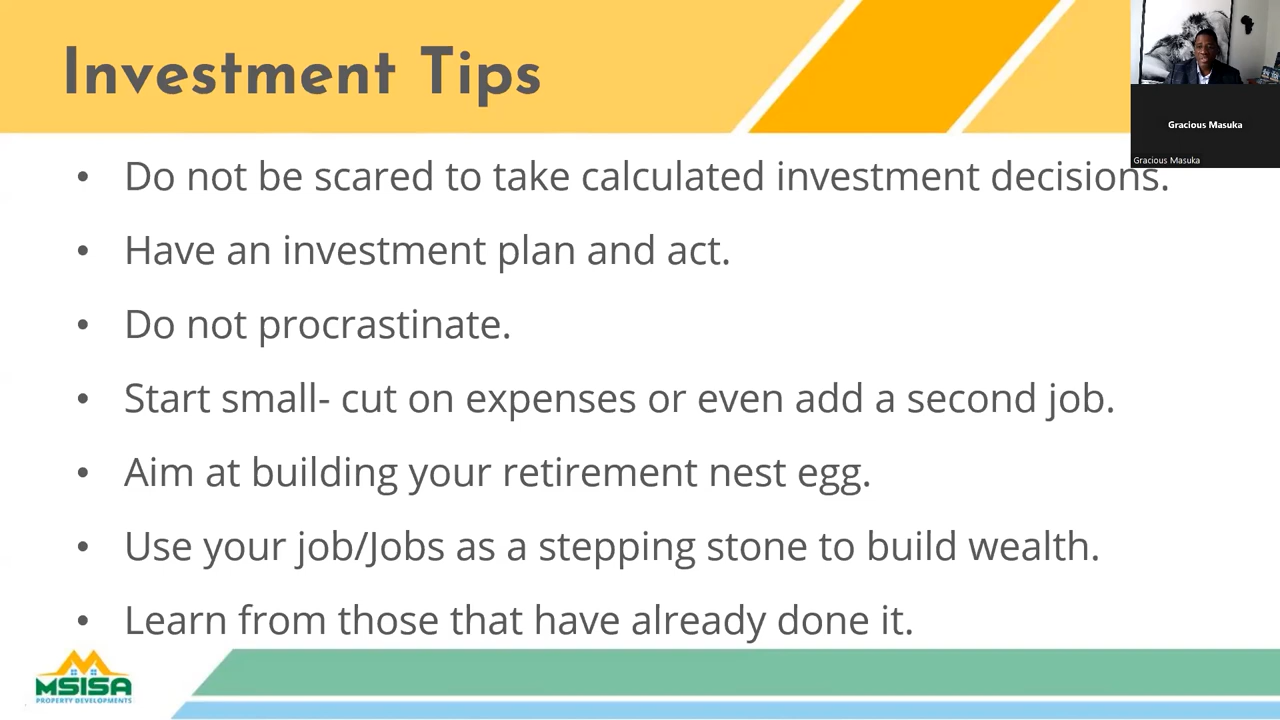 Investment Tips
Gracious Masuka
Gracious Masuka
• Do not be scared to take calculated investment decisions.
• Have an investment plan and act.
• Do not procrastinate.
• Start small- cut on expenses or even add a second job.
• Aim at building your retirement nest egg.
• Use your job/Jobs as a stepping stone to build wealth.
• Learn from those that have already done it.
MSISA
PROPERTY DEVELOPMENTS